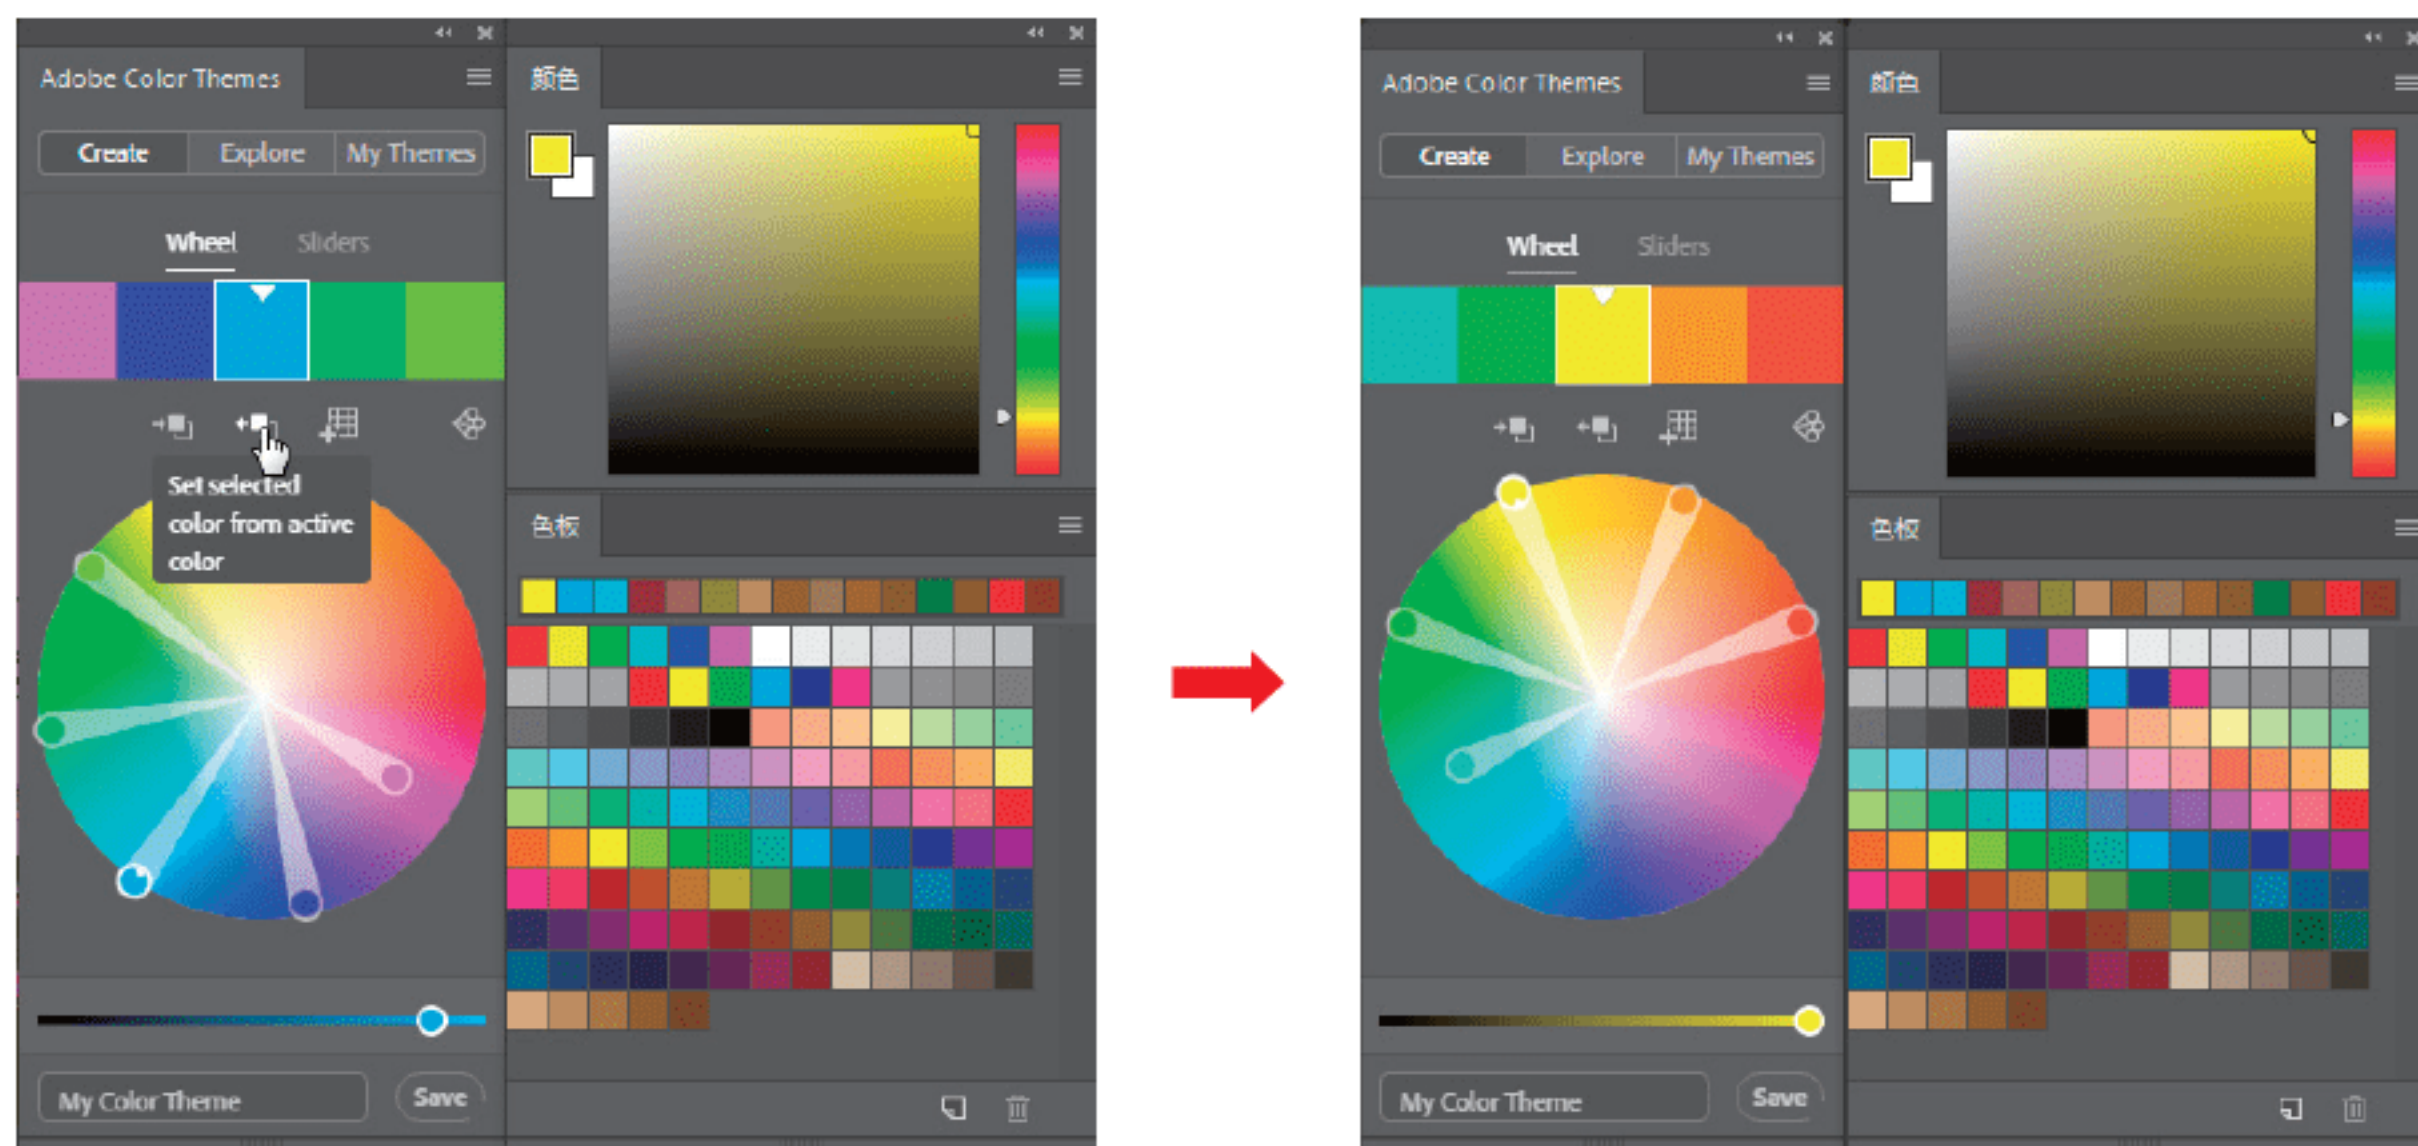 Adobe Color Themes
颜色
Create Explore My Themes
Wheel Sliders
Set selected
color from active
color
色板
My Color Theme
Save
Adobe Color Themes
颜色
Create Explore My Themes
Wheel Sliders
色板
My Color Theme
Save